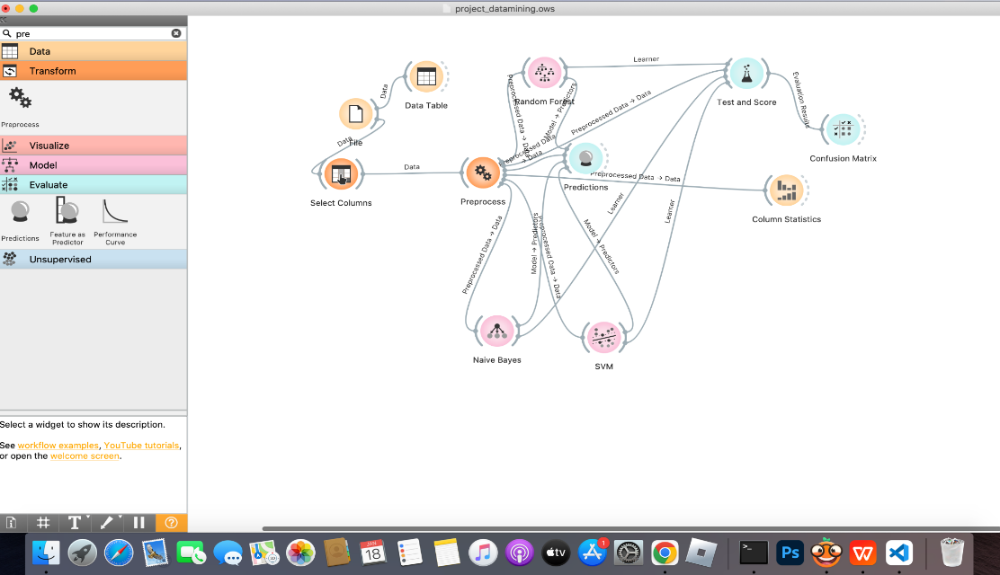 project_datamining.ows
pre
Data
Transform
Preprocess
Visualize
Model
Evaluate
Predictions
Feature as
Predictor
Performance
Curve
Unsupervised
Select a widget to show its description.
See workflow examples, YouTube tutorials,
or open the welcome screen.
File
Data
Data Table
Data
Select Columns
Data
Preprocess
Preprocessed Data → Data
Random Forest
Learner
Model → Predictors
Preprocessed Data → Data
Preprocessed Data
→ Data
Predictions
Preprocessed Data → Data
Test and Score
Evaluation Results
Confusion Matrix
Column Statistics
Learner
Learner
Preprocessed Data → Data
Model → Predictors
Preprocessed Data → Data
Model → Predictors
Naive Bayes
SVM
T
?
JAN
18
tv
1
>_
Ps
W